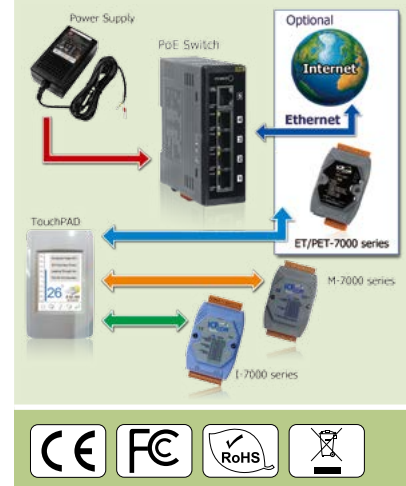 Power Supply
PoE Switch
Optional
Internet
Ethernet
ET/PET-7000 series
TouchPAD
26°
M-7000 series
I-7000 series
CE
FC
RoHS